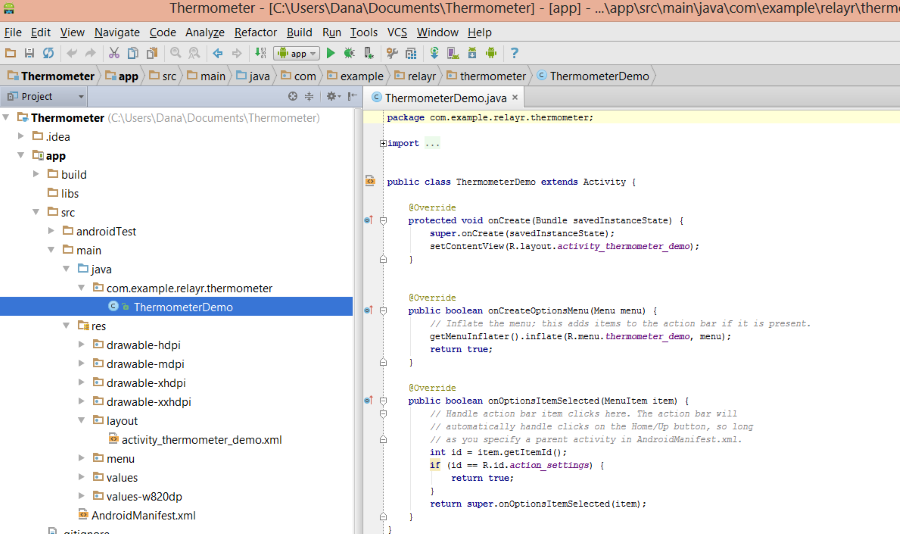 Thermometer - [C:\Users\Dana\Documents\Thermometer] - [app] - ...\app\src\main\java\com\example\relayr\thermo
File Edit View Navigate Code Analyze Refactor Build Run Tools VCS Window Help
app
Thermometer app src main java com example relayr thermometer ThermometerDemo
Project
ThermometerDemo.java
Thermometer (C:\Users\Dana\Documents\Thermometer)
.idea
app
build
libs
src
androidTest
main
java
com.example.relayr.thermometer
ThermometerDemo
res
drawable-hdpi
drawable-mdpi
drawable-xhdpi
drawable-xxhdpi
layout
activity_thermometer_demo.xml
menu
values
values-w820dp
AndroidManifest.xml
.gitignore
package com.example.relayr.thermometer;
import ...
public class ThermometerDemo extends Activity {
@Override
protected void onCreate(Bundle savedInstanceState) {
super.onCreate(savedInstanceState);
setContentView(R.layout.activity_thermometer_demo);
}
@Override
public boolean onCreateOptionsMenu(Menu menu) {
// Inflate the menu; this adds items to the action bar if it is present.
getMenuInflater().inflate(R.menu.thermometer_demo, menu);
return true;
}
@Override
public boolean onOptionsItemSelected(MenuItem item) {
// Handle action bar item clicks here. The action bar will
// automatically handle clicks on the Home/Up button, so long
// as you specify a parent activity in AndroidManifest.xml.
int id = item.getItemId();
if (id == R.id.action_settings) {
return true;
}
return super.onOptionsItemSelected(item);
}
}